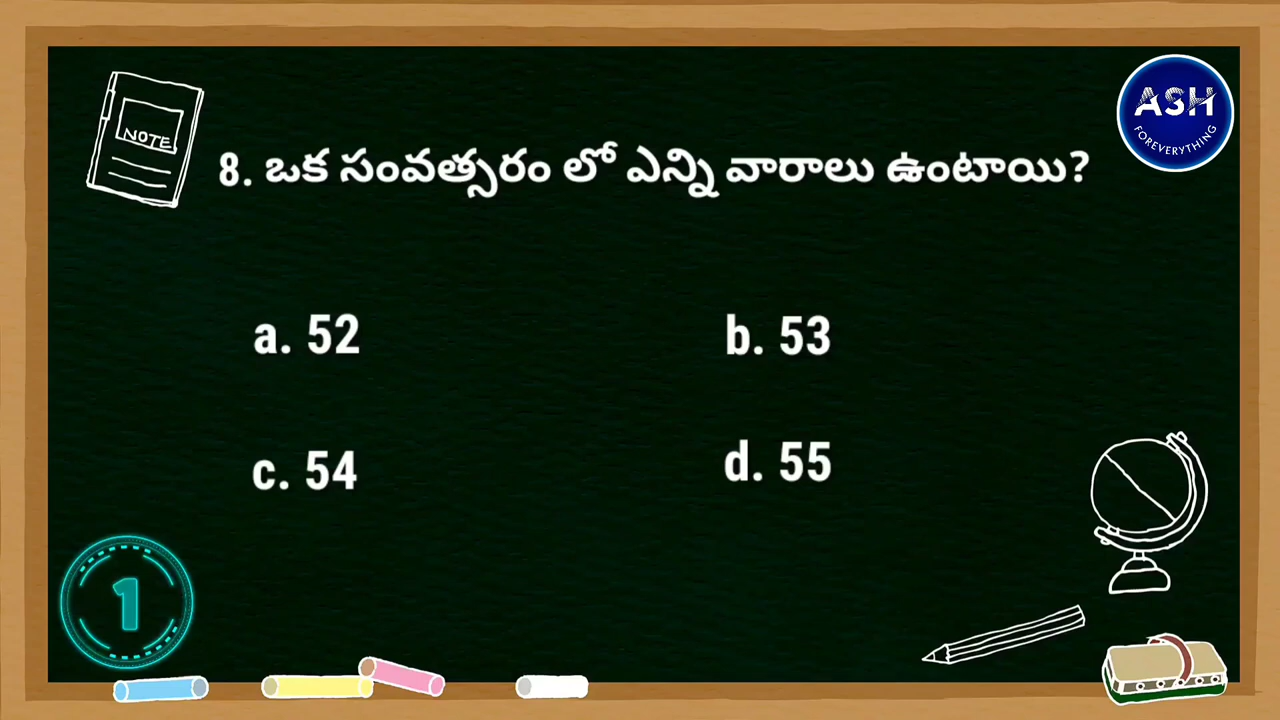 NOTE
ASH
FOREVERYTHING
8. ఒక సంవత్సరం లో ఎన్ని వారాలు ఉంటాయి?
a. 52
b. 53
c. 54
d. 55
1